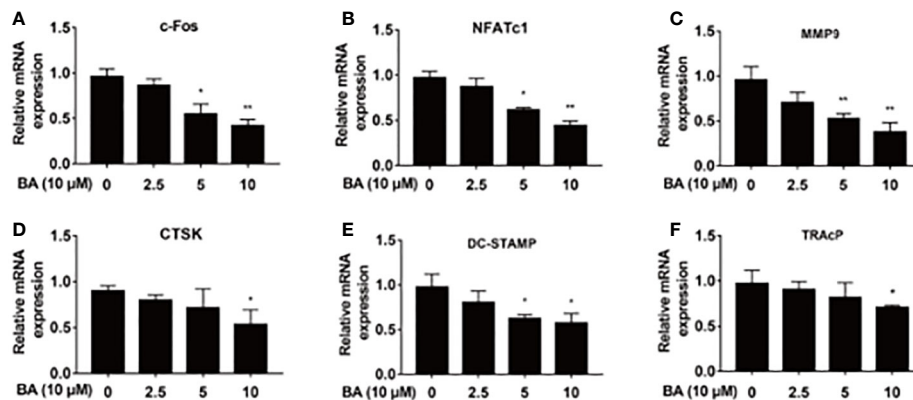 A
c-Fos
Relative mRNA
expression
1.5
1.0
0.5
0.0
*
**
BA (10 µM) 0 2.5 5 10
B
NFATc1
Relative mRNA
expression
1.5
1.0
0.5
0.0
*
**
BA (10 µM) 0 2.5 5 10
C
MMP9
Relative mRNA
expression
1.5
1.0
0.5
0.0
**
**
BA (10 µM) 0 2.5 5 10
D
CTSK
Relative mRNA
expression
1.5
1.0
0.5
0.0
*
BA (10 µM) 0 2.5 5 10
E
DC-STAMP
Relative mRNA
expression
1.5
1.0
0.5
0.0
*
*
BA (10 µM) 0 2.5 5 10
F
TRAcP
Relative mRNA
expression
1.5
1.0
0.5
0.0
*
BA (10 µM) 0 2.5 5 10